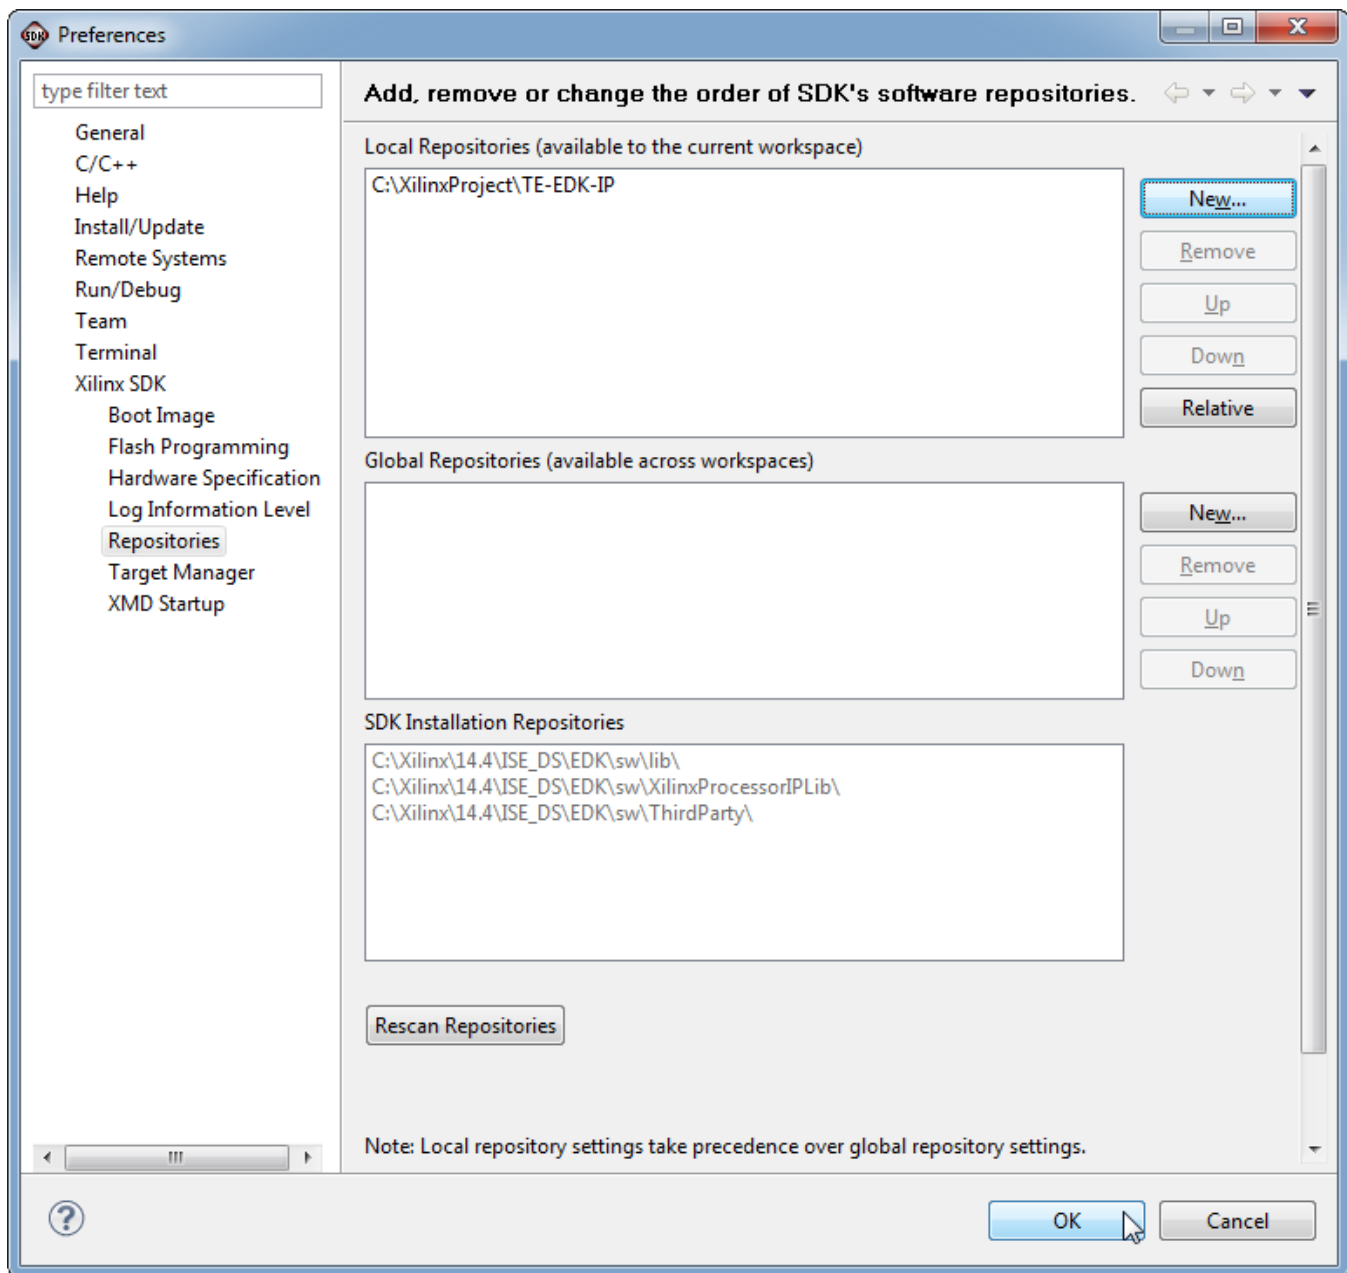 SDK Preferences
type filter text
General
C/C++
Help
Install/Update
Remote Systems
Run/Debug
Team
Terminal
Xilinx SDK
Boot Image
Flash Programming
Hardware Specification
Log Information Level
Repositories
Target Manager
XMD Startup
Add, remove or change the order of SDK's software repositories.
Local Repositories (available to the current workspace)
C:\XilinxProject\TE-EDK-IP
New...
Remove
Up
Down
Relative
Global Repositories (available across workspaces)
New...
Remove
Up
Down
SDK Installation Repositories
C:\Xilinx\14.4\ISE_DS\EDK\sw\lib\
C:\Xilinx\14.4\ISE_DS\EDK\sw\XilinxProcessorIPLib\
C:\Xilinx\14.4\ISE_DS\EDK\sw\ThirdParty\
Rescan Repositories
Note: Local repository settings take precedence over global repository settings.
?
OK
Cancel